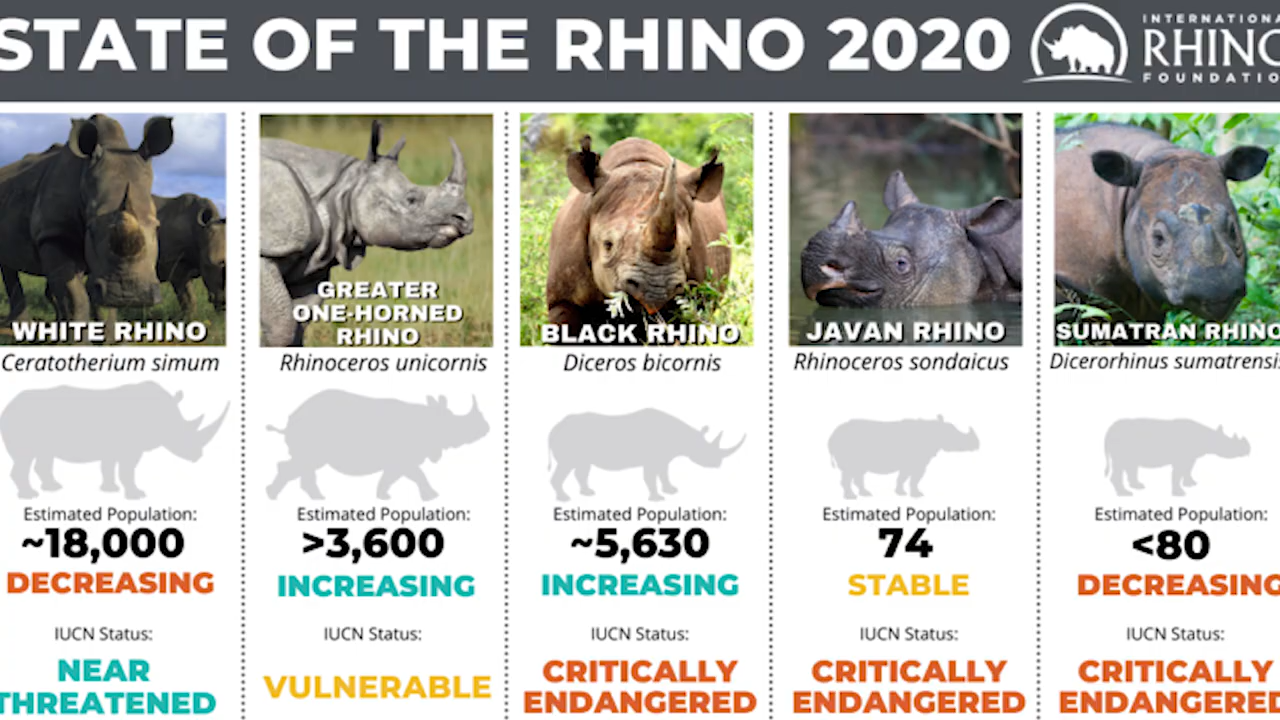 STATE OF THE RHINO 2020
INTERNATIONA
RHINO
FOUNDATIO
WHITE RHINO
Ceratotherium simum
Estimated Population:
~18,000
DECREASING
IUCN Status:
NEAR
THREATENED
GREATER
ONE-HORNED
RHINO
Rhinoceros unicornis
Estimated Population:
>3,600
INCREASING
IUCN Status:
VULNERABLE
BLACK RHINO
Diceros bicornis
Estimated Population:
~5,630
INCREASING
IUCN Status:
CRITICALLY
ENDANGERED
JAVAN RHINO
Rhinoceros sondaicus
Estimated Population:
74
STABLE
IUCN Status:
CRITICALLY
ENDANGERED
SUMATRAN RHINO
Dicerorhinus sumatrensis
Estimated Population:
<80
DECREASING
IUCN Status:
CRITICALLY
ENDANGERED